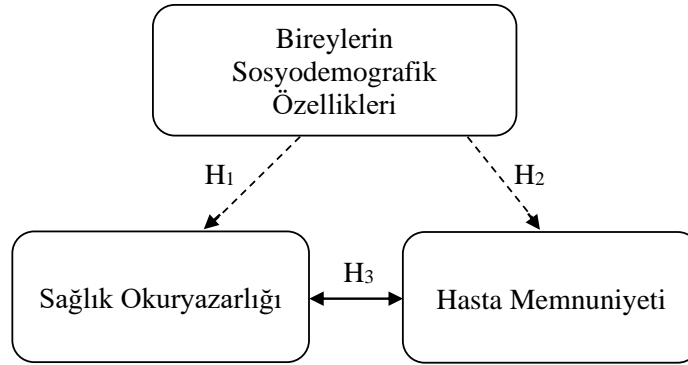 Bireylerin
Sosyodemografik
Özellikleri
H₁
H₂
Sağlık Okuryazarlığı
H₃
Hasta Memnuniyeti